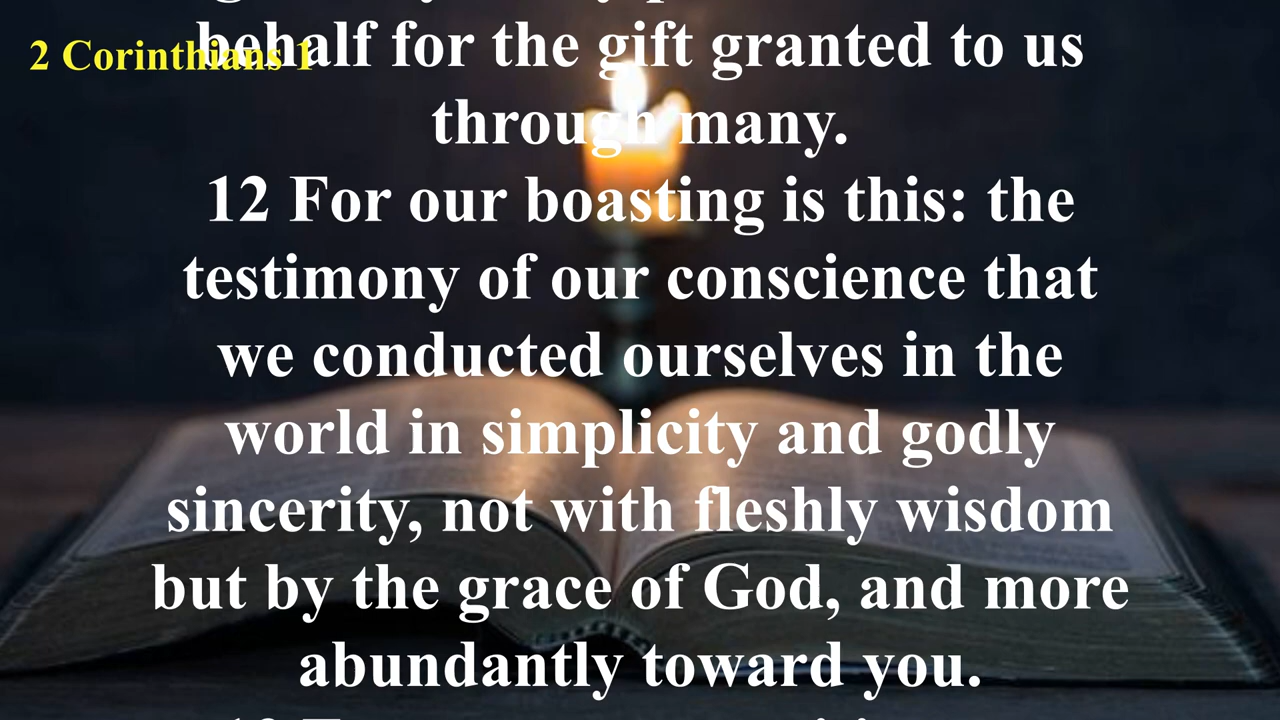 2 Corinthians 1
behalf for the gift granted to us
through many.
12 For our boasting is this: the
testimony of our conscience that
we conducted ourselves in the
world in simplicity and godly
sincerity, not with fleshly wisdom
but by the grace of God, and more
abundantly toward you.